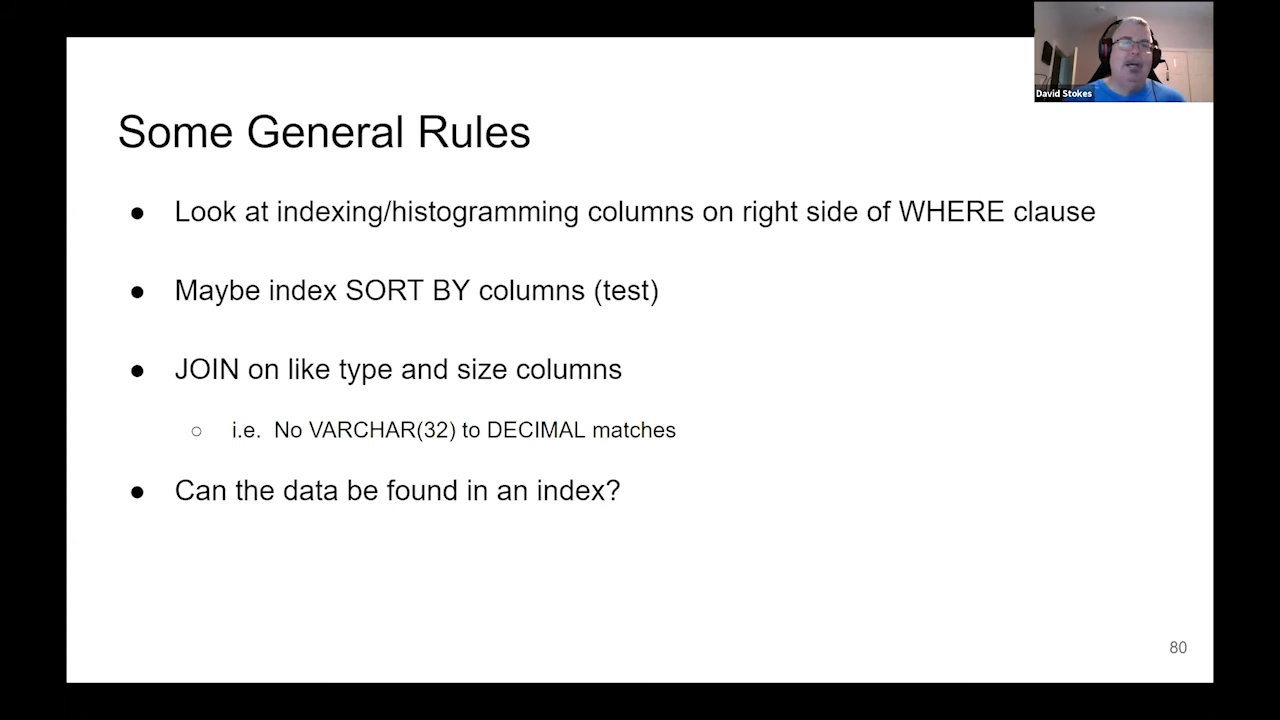 David Stokes
Some General Rules
● Look at indexing/histogramming columns on right side of WHERE clause
● Maybe index SORT BY columns (test)
● JOIN on like type and size columns
○ i.e. No VARCHAR(32) to DECIMAL matches
● Can the data be found in an index?
80